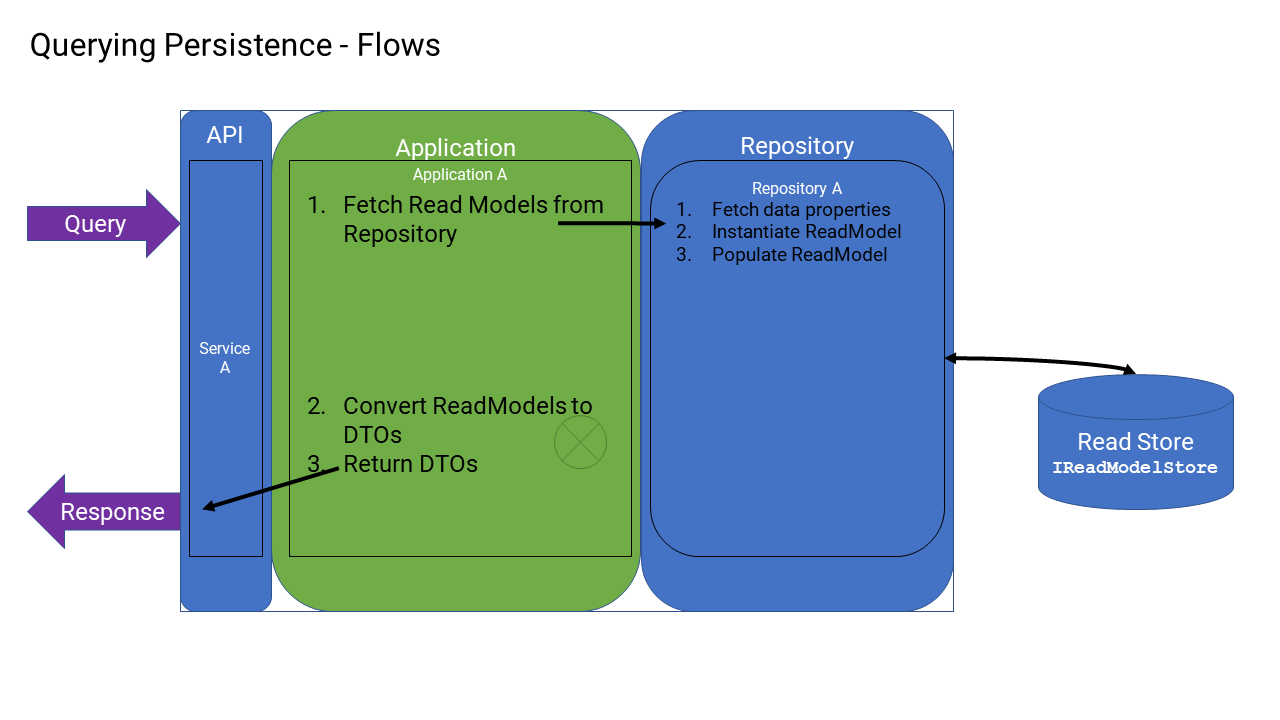 Querying Persistence - Flows
API
Application
Repository
Application A
Repository A
Query
1. Fetch Read Models from
Repository
1. Fetch data properties
2. Instantiate ReadModel
3. Populate ReadModel
Service
A
2. Convert ReadModels to
DTOs
3. Return DTOs
Response
Read Store
IReadModelStore